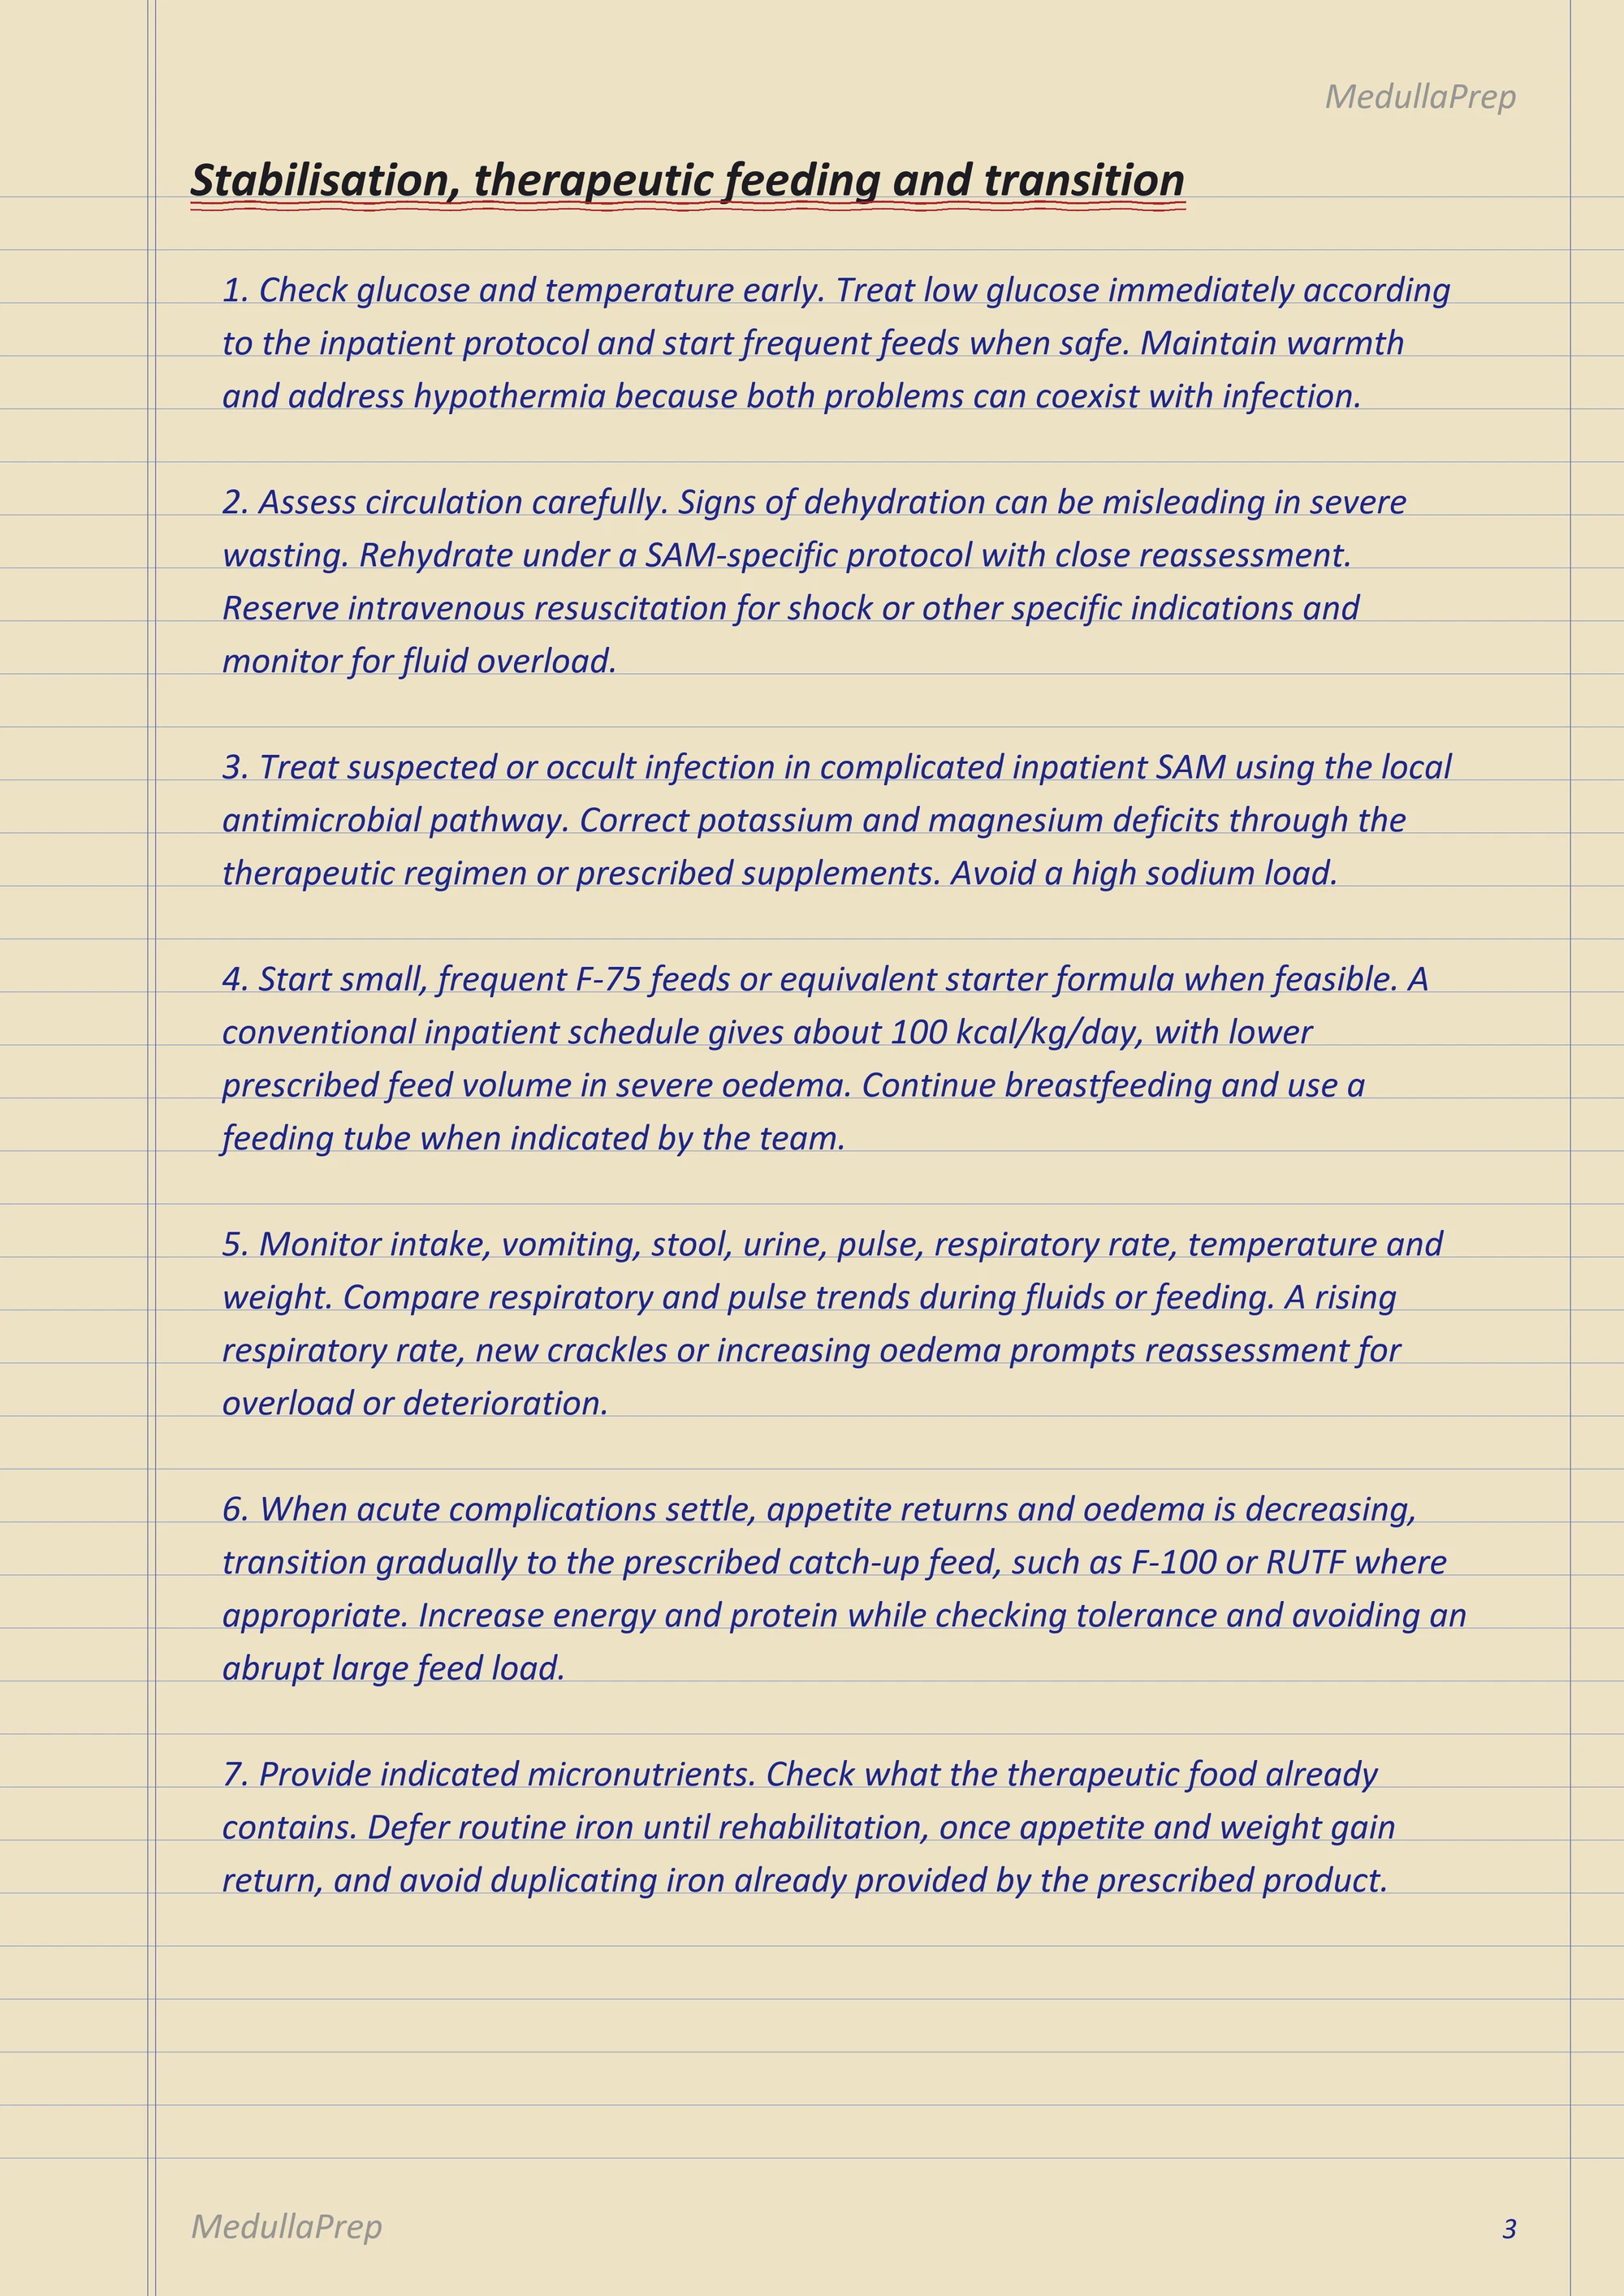 MedullaPrep
Stabilisation, therapeutic feeding and transition
1. Check glucose and temperature early. Treat low glucose immediately according
to the inpatient protocol and start frequent feeds when safe. Maintain warmth
and address hypothermia because both problems can coexist with infection.
2. Assess circulation carefully. Signs of dehydration can be misleading in severe
wasting. Rehydrate under a SAM-specific protocol with close reassessment.
Reserve intravenous resuscitation for shock or other specific indications and
monitor for fluid overload.
3. Treat suspected or occult infection in complicated inpatient SAM using the local
antimicrobial pathway. Correct potassium and magnesium deficits through the
therapeutic regimen or prescribed supplements. Avoid a high sodium load.
4. Start small, frequent F-75 feeds or equivalent starter formula when feasible. A
conventional inpatient schedule gives about 100 kcal/kg/day, with lower
prescribed feed volume in severe oedema. Continue breastfeeding and use a
feeding tube when indicated by the team.
5. Monitor intake, vomiting, stool, urine, pulse, respiratory rate, temperature and
weight. Compare respiratory and pulse trends during fluids or feeding. A rising
respiratory rate, new crackles or increasing oedema prompts reassessment for
overload or deterioration.
6. When acute complications settle, appetite returns and oedema is decreasing,
transition gradually to the prescribed catch-up feed, such as F-100 or RUTF where
appropriate. Increase energy and protein while checking tolerance and avoiding an
abrupt large feed load.
7. Provide indicated micronutrients. Check what the therapeutic food already
contains. Defer routine iron until rehabilitation, once appetite and weight gain
return, and avoid duplicating iron already provided by the prescribed product.
MedullaPrep
3